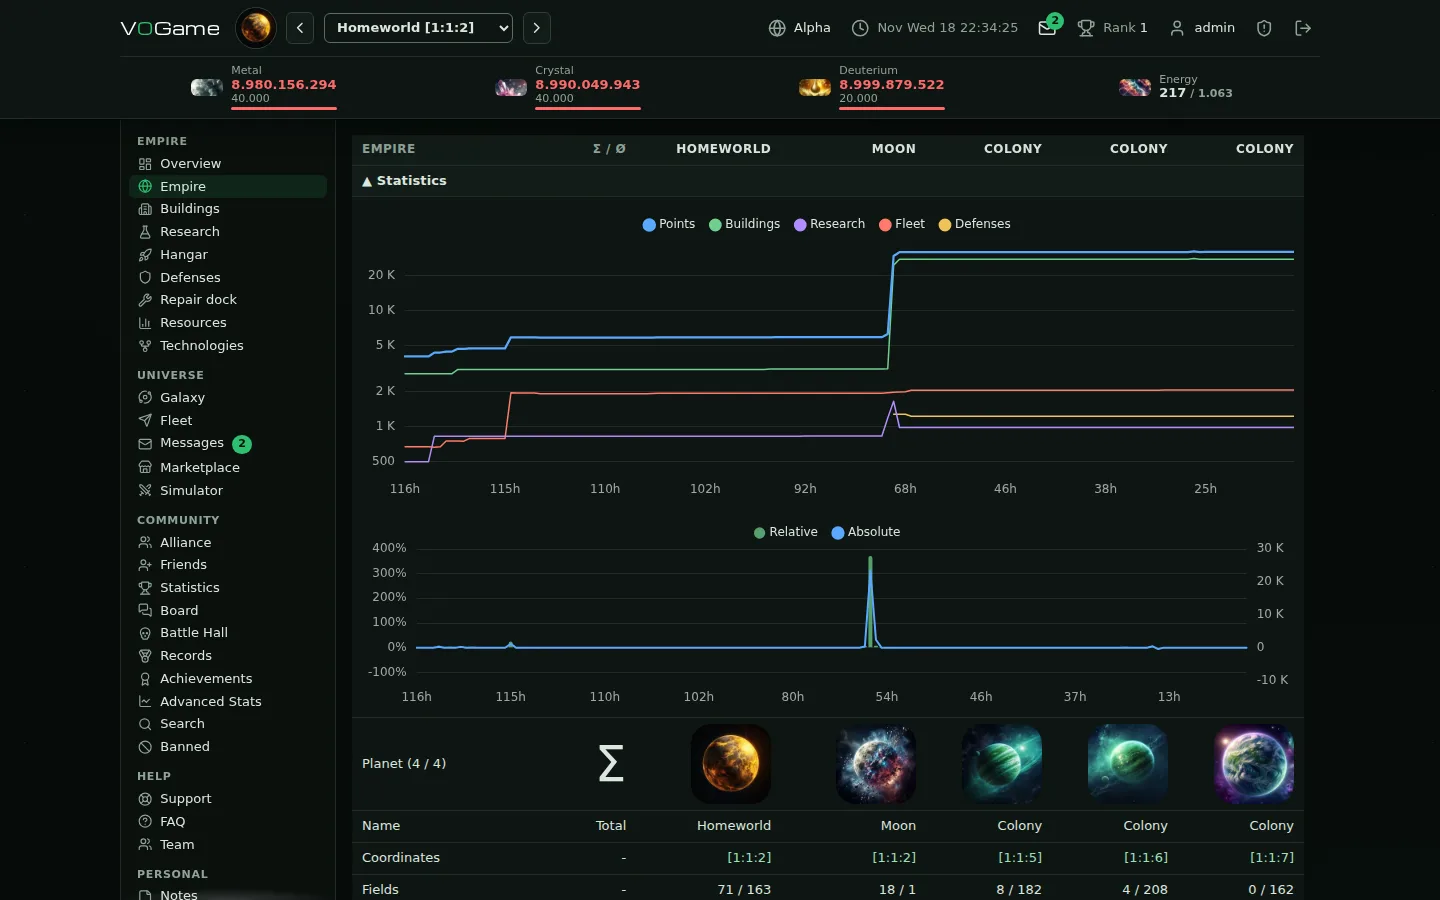 VOGame
Homeworld [1:1:2]
Alpha
Nov Wed 18 22:34:25
2
Rank 1
admin
Metal
8.980.156.294
40.000
Crystal
8.990.049.943
40.000
Deuterium
8.999.879.522
20.000
Energy
217 / 1.063
EMPIRE
Overview
Empire
Buildings
Research
Hangar
Defenses
Repair dock
Resources
Technologies
UNIVERSE
Galaxy
Fleet
Messages 2
Marketplace
Simulator
COMMUNITY
Alliance
Friends
Statistics
Board
Battle Hall
Records
Achievements
Advanced Stats
Search
Banned
HELP
Support
FAQ
Team
PERSONAL
Notes
EMPIRE Σ / Ø HOMEWORLD MOON COLONY COLONY COLONY
▲ Statistics
Points Buildings Research Fleet Defenses
20 K
10 K
5 K
2 K
1 K
500
116h 115h 110h 102h 92h 68h 46h 38h 25h
Relative Absolute
400% 30 K
300% 20 K
200%
100% 10 K
0% 0
-100% -10 K
116h 115h 110h 102h 80h 54h 46h 37h 13h
Planet (4 / 4) Σ
Name Total Homeworld Moon Colony Colony Colony
Coordinates - [1:1:2] [1:1:2] [1:1:5] [1:1:6] [1:1:7]
Fields - 71 / 163 18 / 1 8 / 182 4 / 208 0 / 162